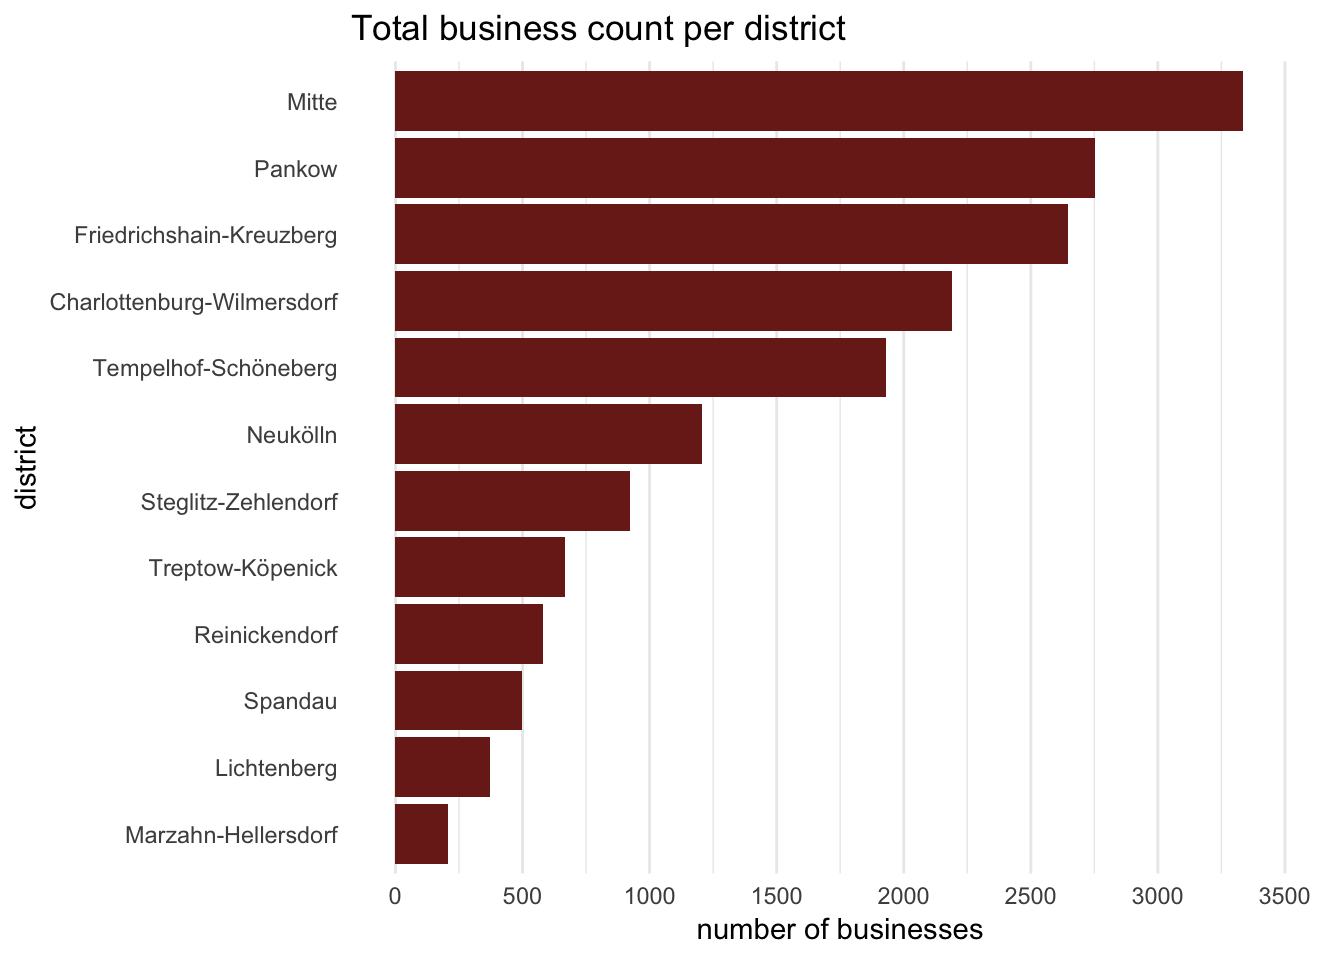 Total business count per district
Mitte
Pankow
Friedrichshain-Kreuzberg
Charlottenburg-Wilmersdorf
Tempelhof-Schöneberg
Neukölln
Steglitz-Zehlendorf
Treptow-Köpenick
Reinickendorf
Spandau
Lichtenberg
Marzahn-Hellersdorf
district
0 500 1000 1500 2000 2500 3000 3500
number of businesses